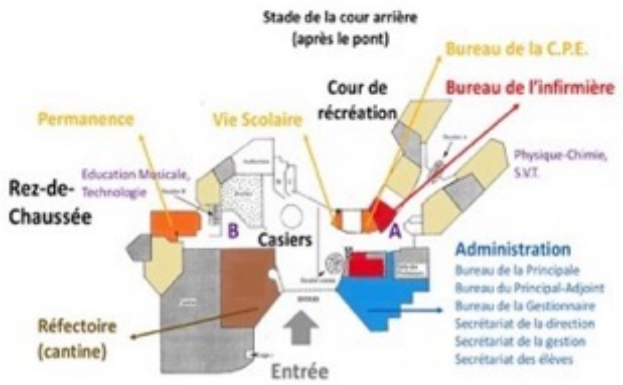 Stade de la cour arrière
(après le pont)
Bureau de la C.P.E.
Cour de
récréation
Bureau de l'infirmière
Permanence
Vie Scolaire
Physique-Chimie,
S.V.T.
Education Musicale,
Technologie
Rez-de-
Chaussée
B
Casiers
A
Administration
Bureau de la Principale
Bureau du Principal-Adjoint
Bureau de la Gestionnaire
Secrétariat de la direction
Secrétariat de la gestion
Secrétariat des élèves
Réfectoire
(cantine)
Entrée